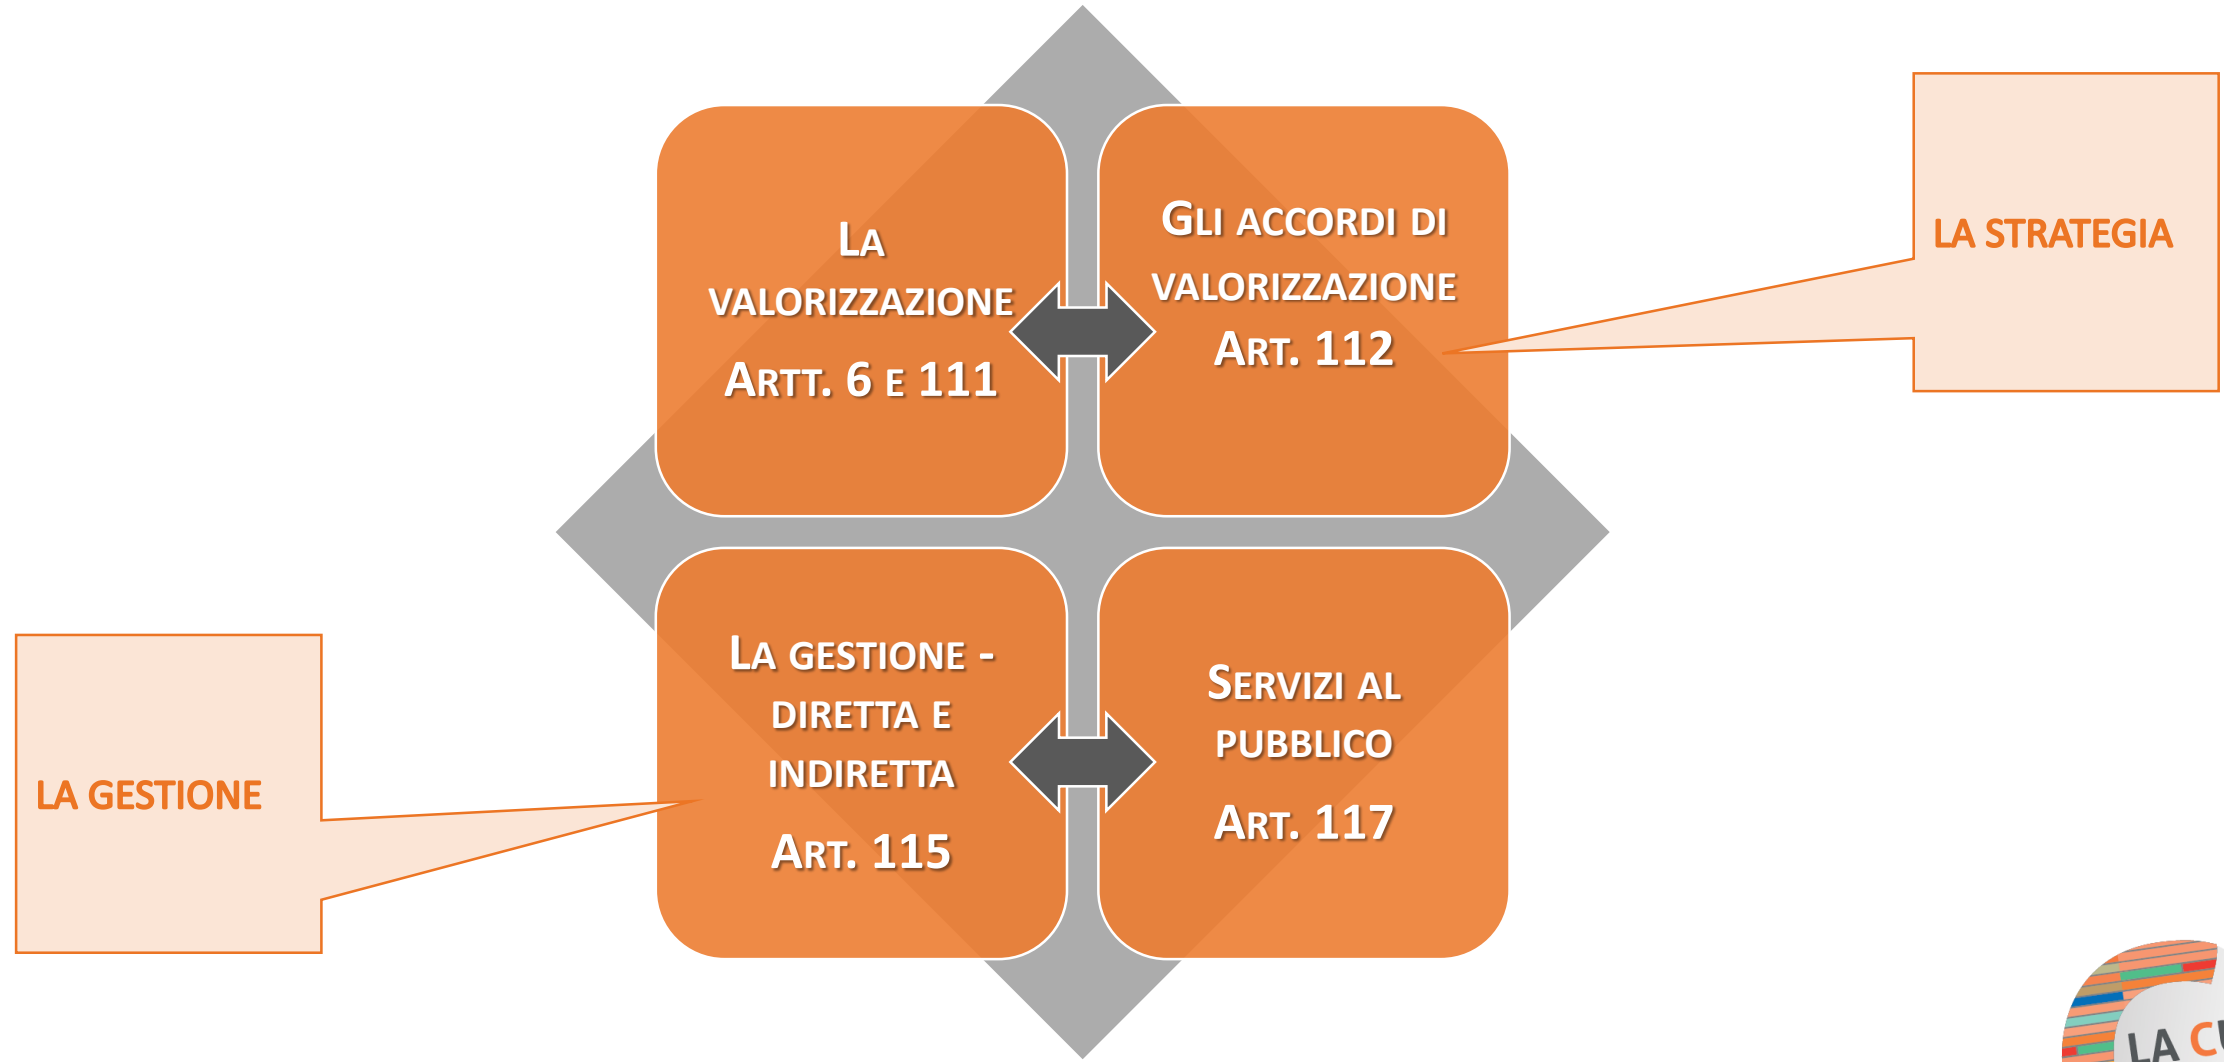 LA
VALORIZZAZIONE
ARTT. 6 E 111
GLI ACCORDI DI
VALORIZZAZIONE
ART. 112
LA STRATEGIA
LA GESTIONE -
DIRETTA E
INDIRETTA
ART. 115
SERVIZI AL
PUBBLICO
ART. 117
LA GESTIONE
LA